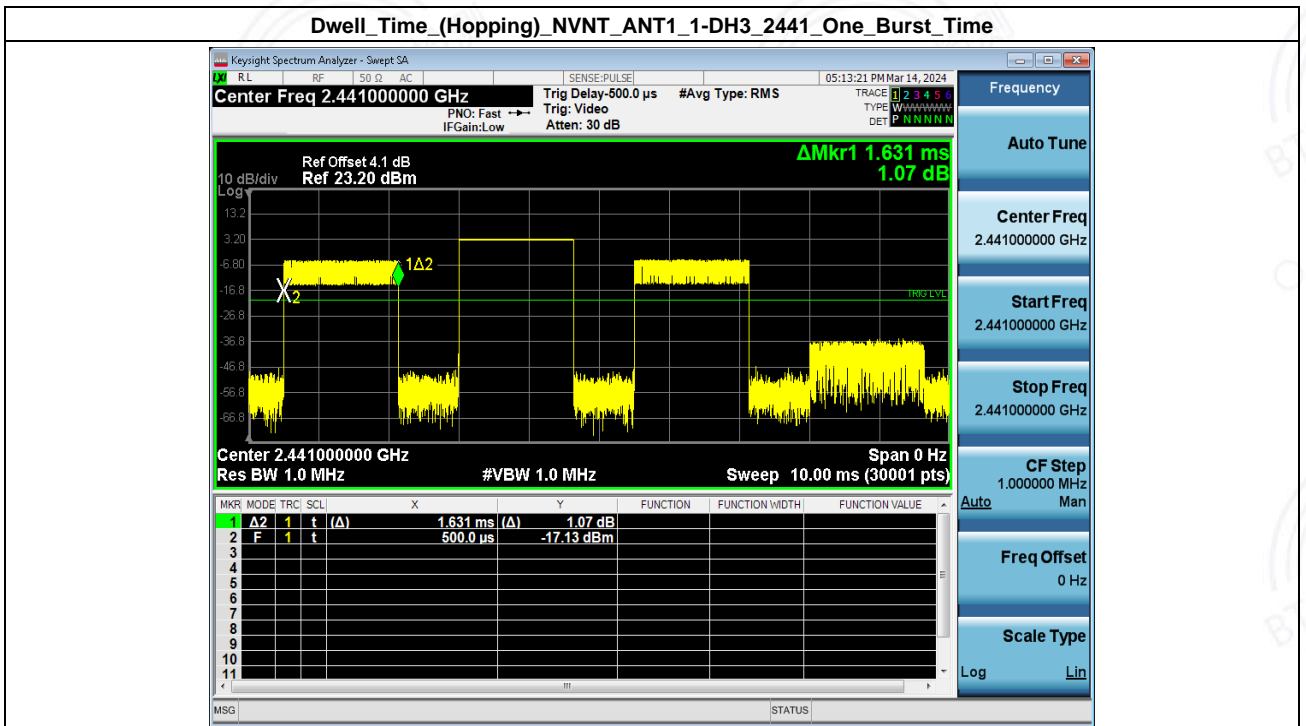 Dwell_Time_(Hopping)_NVNT_ANT1_1-DH3_2441_One_Burst_Time
Keysight Spectrum Analyzer - Swept SA
LXI RL RF 50 Ω AC SENSE:PULSE 05:13:21 PM Mar 14, 2024
Center Freq 2.441000000 GHz
PNO: Fast
IFGain:Low
Trig Delay-500.0 µs
Trig: Video
Atten: 30 dB
#Avg Type: RMS
TRACE 1 2 3 4 5 6
TYPE WWWWWW
DET P N N N N N
Frequency
ΔMkr1 1.631 ms
1.07 dB
Ref Offset 4.1 dB
10 dB/div Ref 23.20 dBm
Log
13.2
3.20
-6.80
-16.8
-26.8
-36.8
-46.8
-56.8
-66.8
1Δ2
X2
TRIG LVL
Center 2.441000000 GHz Span 0 Hz
Res BW 1.0 MHz #VBW 1.0 MHz Sweep 10.00 ms (30001 pts)
MKR MODE TRC SCL X Y FUNCTION FUNCTION WIDTH FUNCTION VALUE
1 Δ2 1 t (Δ) 1.631 ms (Δ) 1.07 dB
2 F 1 t 500.0 µs -17.13 dBm
3
4
5
6
7
8
9
10
11
MSG STATUS
Auto Tune
Center Freq
2.441000000 GHz
Start Freq
2.441000000 GHz
Stop Freq
2.441000000 GHz
CF Step
1.000000 MHz
Auto Man
Freq Offset
0 Hz
Scale Type
Log Lin